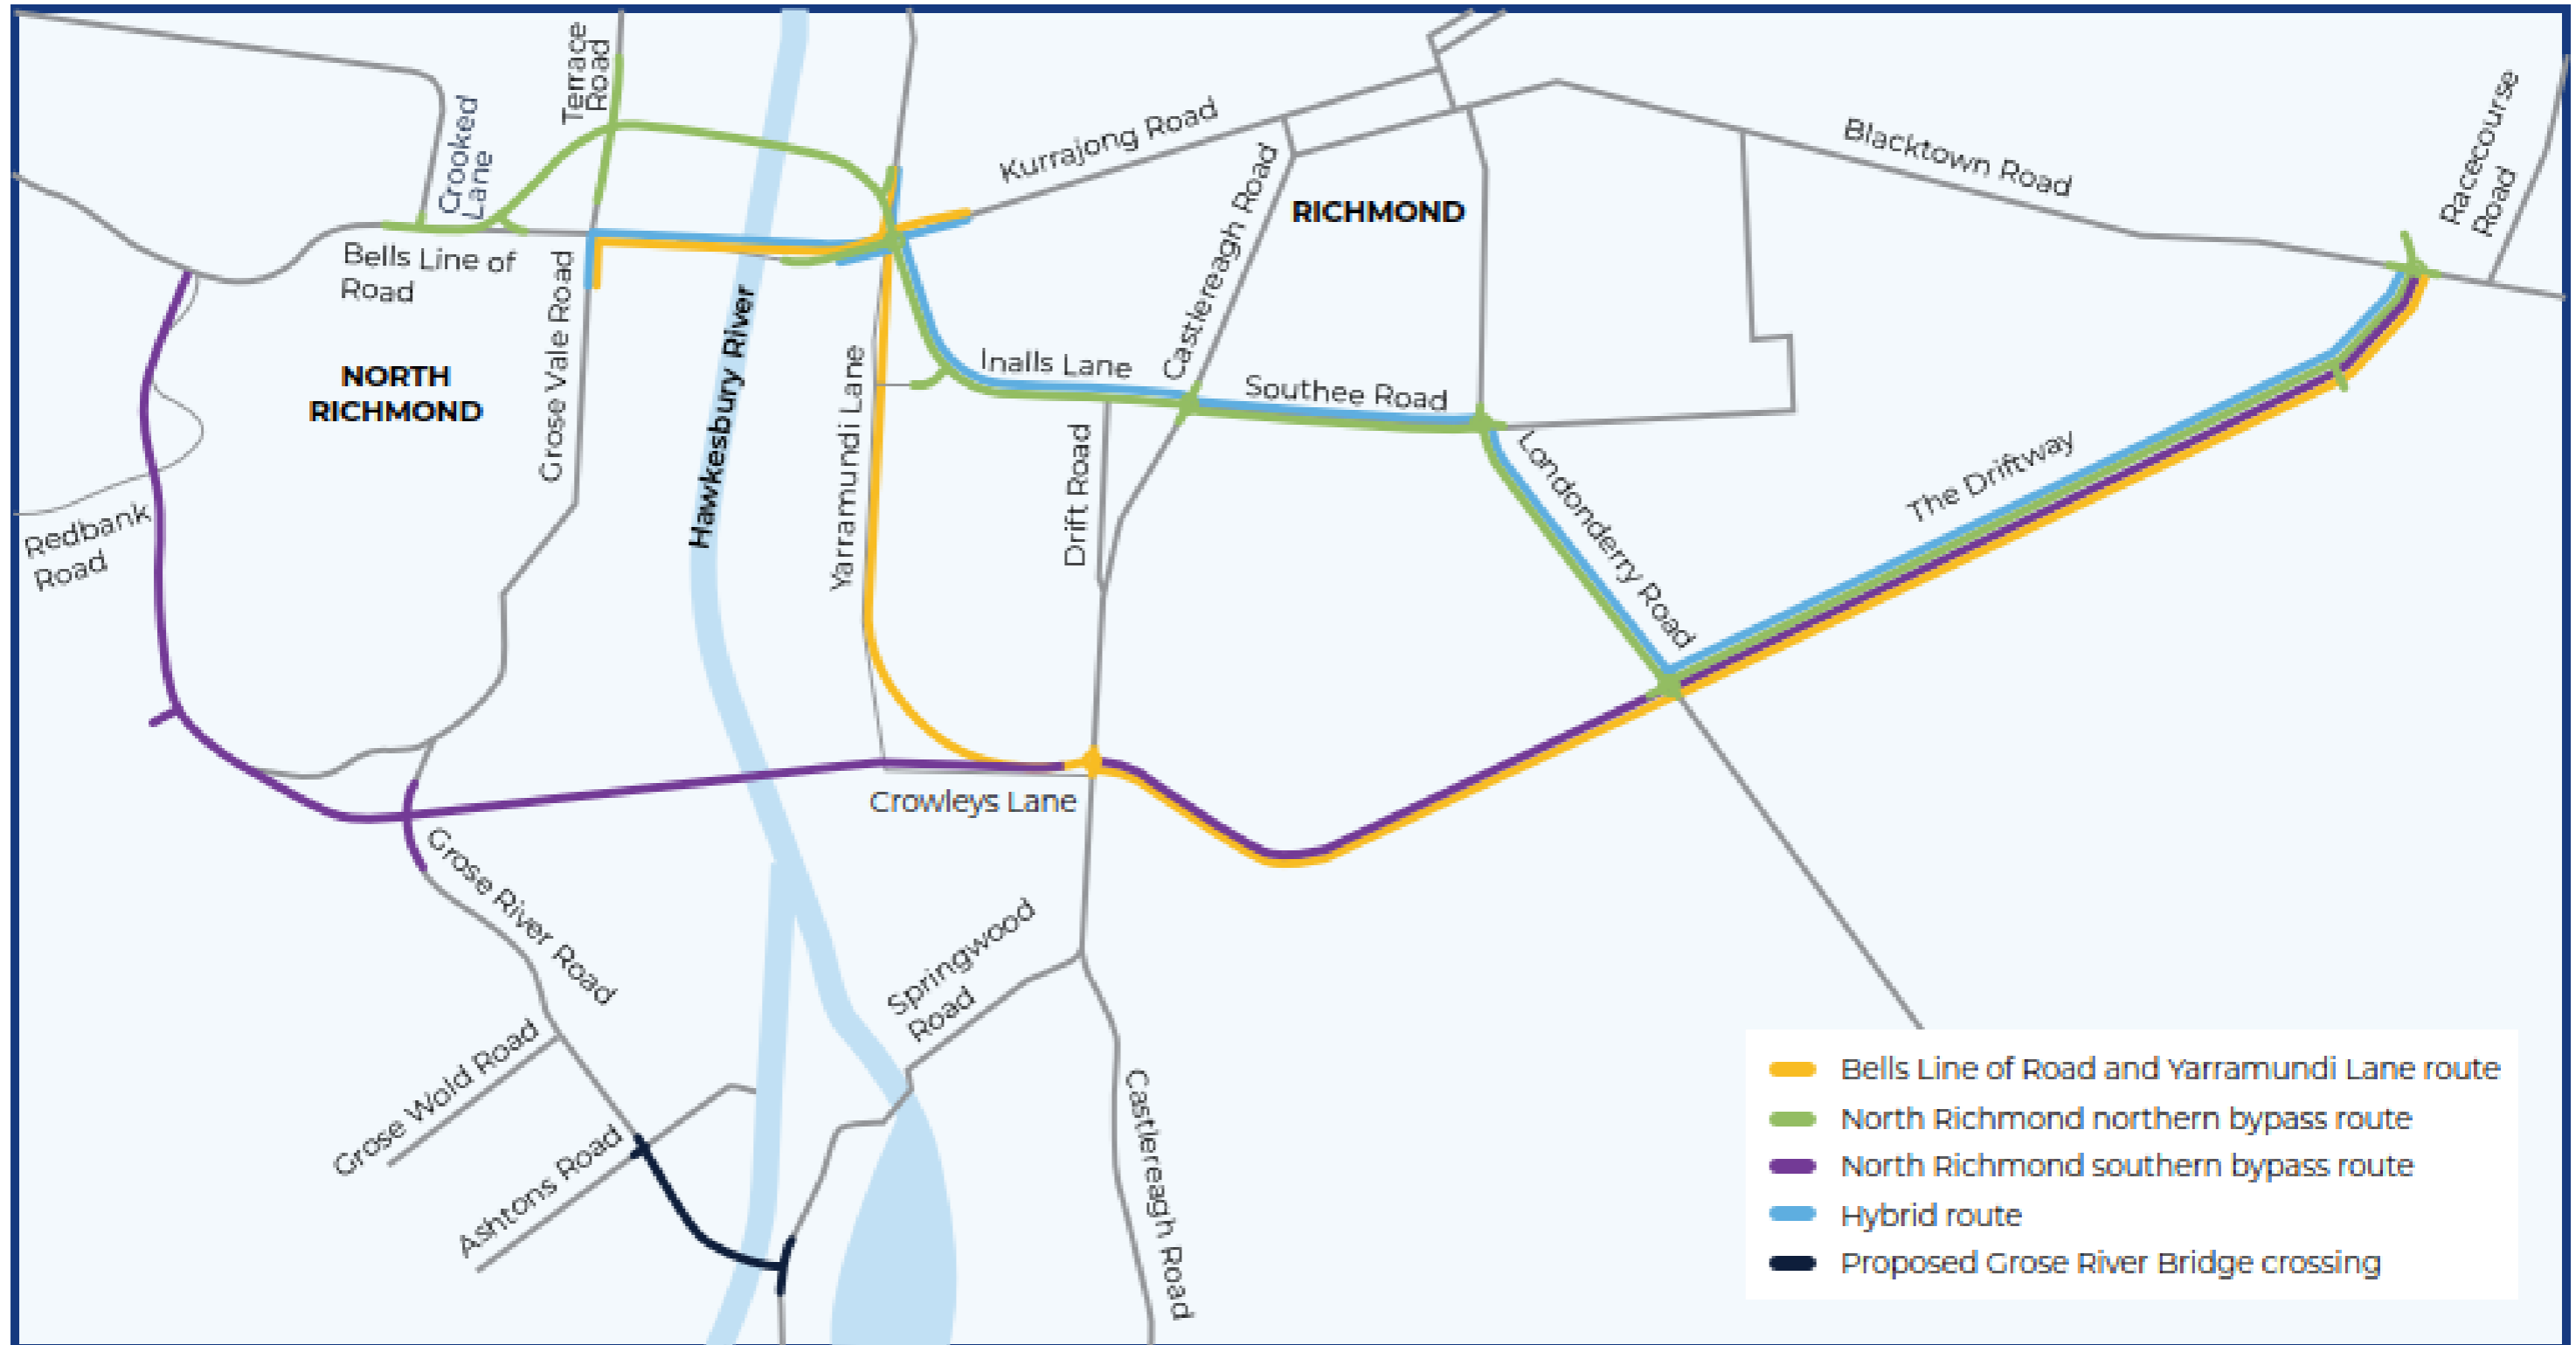 Terrace
Road
Crooked
Lane
Kurrajong Road
Blacktown Road
Racecourse
Road
Castlereagh Road
RICHMOND
Bells Line of
Road
Grose Vale Road
Hawkesbury River
NORTH
RICHMOND
Yarramundi Lane
Inalls Lane
Southee Road
Drift Road
Londonderry Road
The Driftway
Redbank
Road
Crowleys Lane
Grose River Road
Springwood
Road
Grose Wold Road
Ashtons Road
Castlereagh Road
Bells Line of Road and Yarramundi Lane route
North Richmond northern bypass route
North Richmond southern bypass route
Hybrid route
Proposed Grose River Bridge crossing